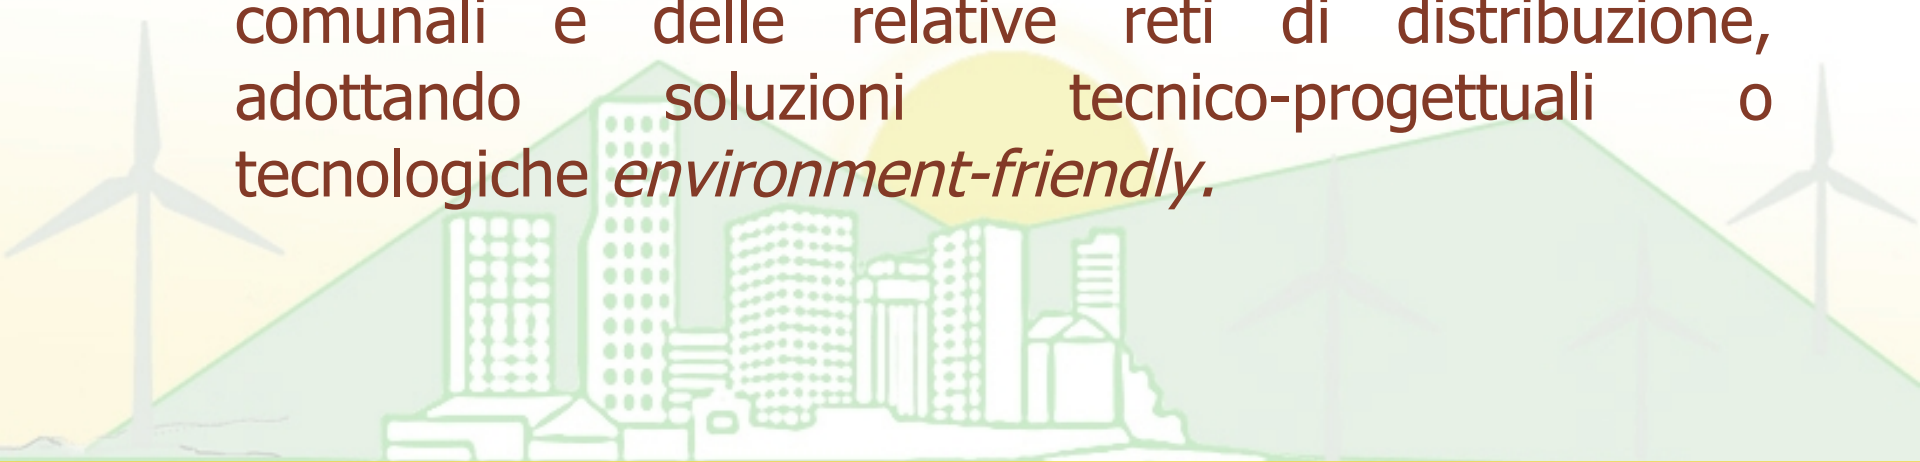 comunali e delle relative reti di distribuzione,
adottando soluzioni tecnico-progettuali o
tecnologiche environment-friendly.